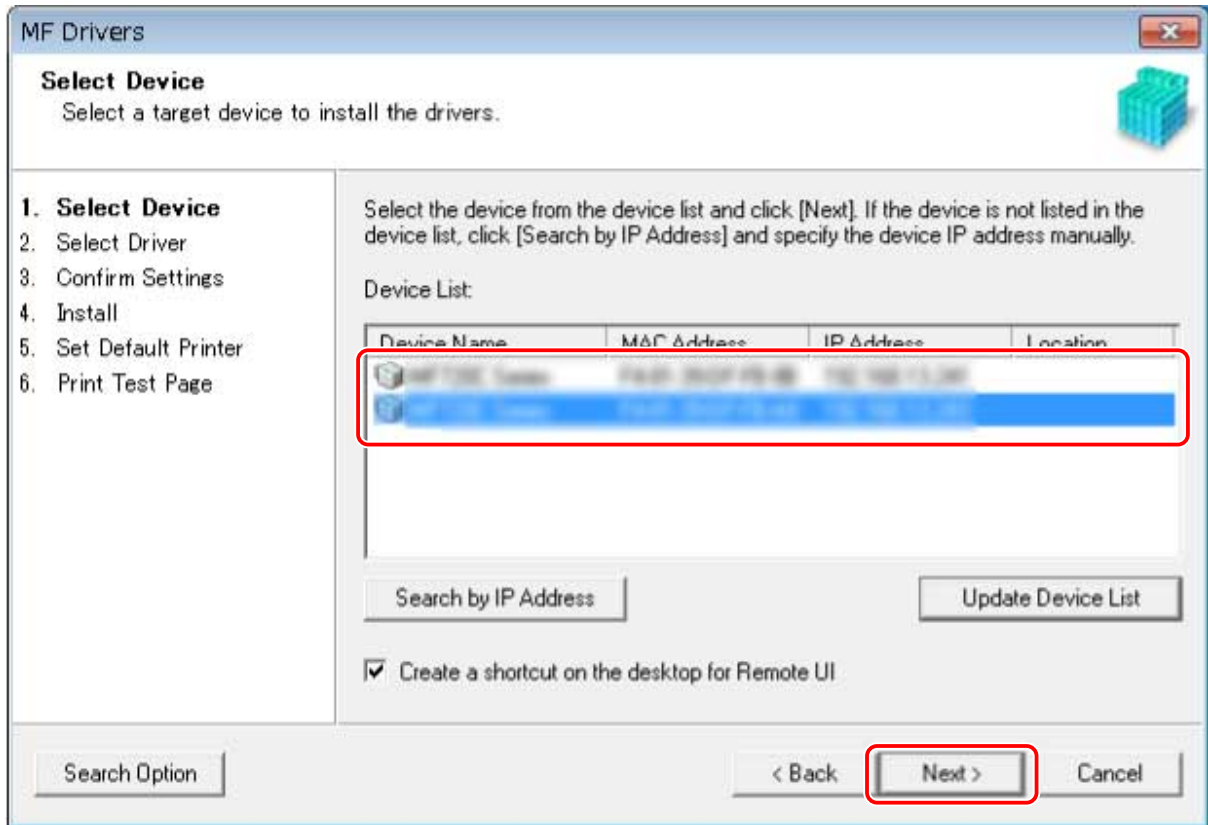 MF Drivers
Select Device
Select a target device to install the drivers.
1. Select Device
2. Select Driver
3. Confirm Settings
4. Install
5. Set Default Printer
6. Print Test Page
Select the device from the device list and click [Next]. If the device is not listed in the
device list, click [Search by IP Address] and specify the device IP address manually.
Device List:
Device Name MAC Address IP Address Location
Search by IP Address Update Device List
Create a shortcut on the desktop for Remote UI
Search Option < Back Next > Cancel